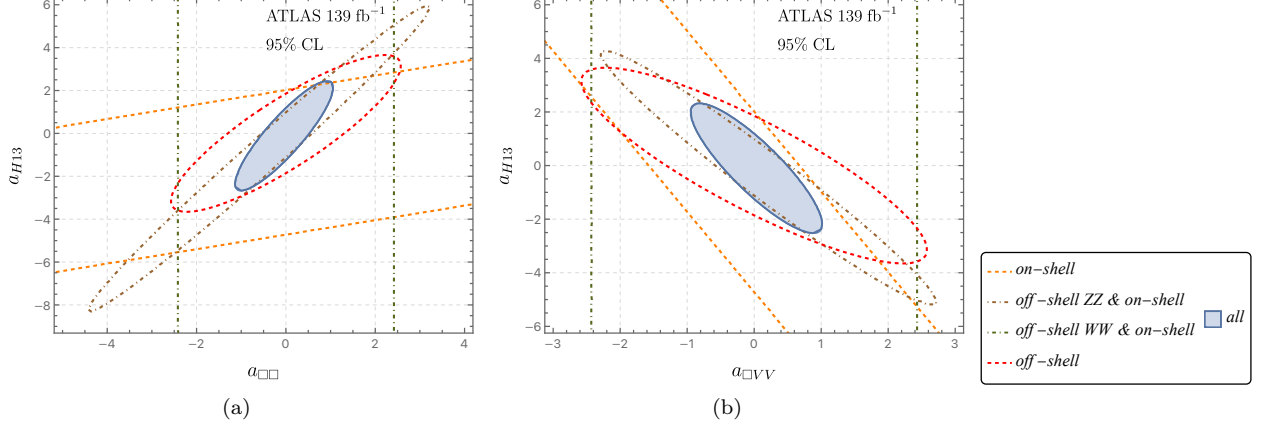 ATLAS 139 fb⁻¹
95% CL
6
4
2
0
−2
−4
−6
−8
−4
−2
0
2
4
a_{H13}
a_{□□}
(a)
ATLAS 139 fb⁻¹
95% CL
6
4
2
0
−2
−4
−6
−3
−2
−1
0
1
2
3
a_{H13}
a_{□VV}
(b)
on−shell
off−shell ZZ & on−shell
off−shell WW & on−shell
off−shell
all